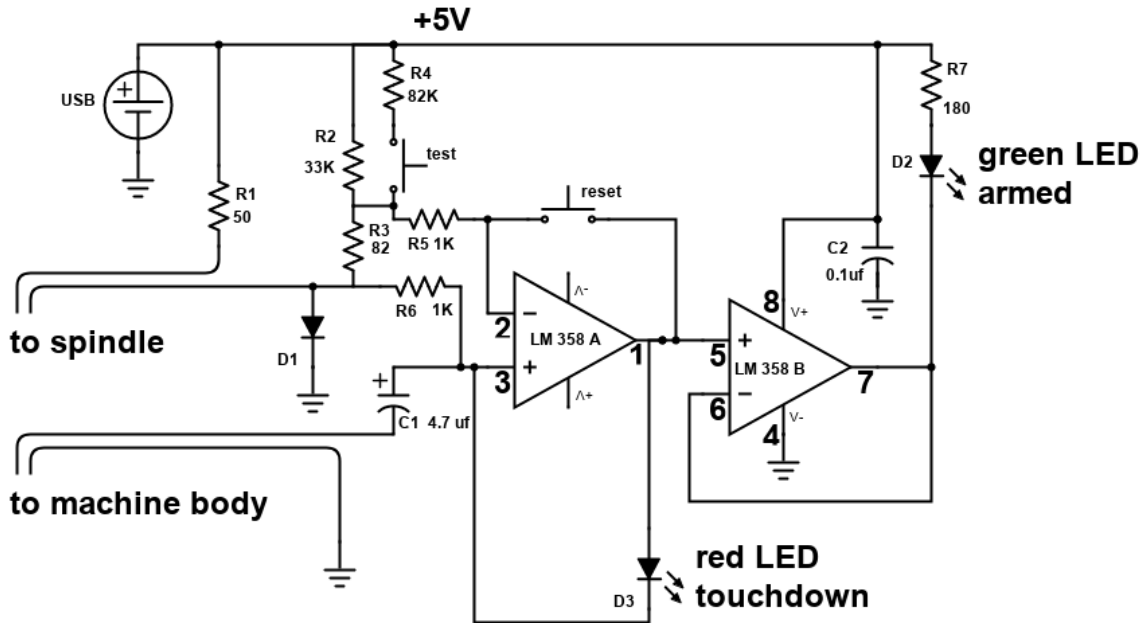 +5V
USB
+
R1
50
R2
33K
R4
82K
test
R3
82
R5 1K
reset
R6
1K
D1
C1 4.7 uf
+
to spindle
to machine body
2
−
3
+
LM 358 A
1
V-
V+
5
+
6
−
LM 358 B
7
8
V+
4
V-
C2
0.1uf
R7
180
D2
green LED
armed
D3
red LED
touchdown